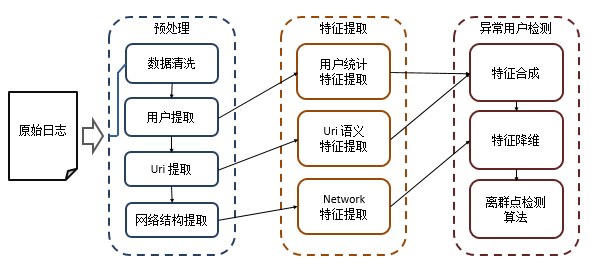 原始日志
预处理
数据清洗
用户提取
Uri 提取
网络结构提取
特征提取
用户统计
特征提取
Uri 语义
特征提取
Network
特征提取
异常用户检测
特征合成
特征降维
离群点检测
算法